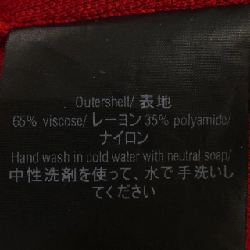 Outershell/ 表地
65% viscose/ レーヨン 35% polyamide/
ナイロン
Hand wash in cold water with neutral soap/
中性洗剤を使って、水で手洗いし
てください